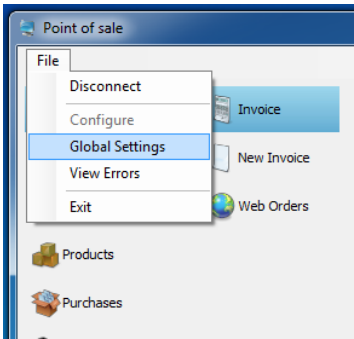 Point of sale
File
Disconnect
Configure
Global Settings
View Errors
Exit
Invoice
New Invoice
Web Orders
Products
Purchases